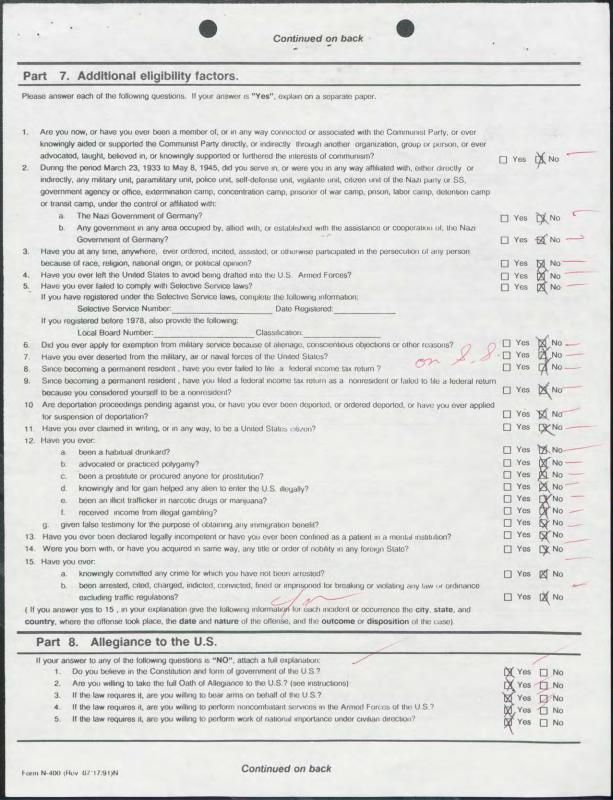 Continued on back
Part 7. Additional eligibility factors.
Please answer each of the following questions. If your answer is "Yes", explain on a separate paper.
1. Are you now, or have you ever been a member of, or in any way connected or associated with the Communist Party, or ever
knowingly aided or supported the Communist Party directly, or indirectly through another organization, group or person, or ever
advocated, taught, believed in, or knowingly supported or furthered the interests of communism? ☐ Yes ☒ No
2. During the period March 23, 1933 to May 8, 1945, did you serve in, or were you in any way affiliated with, either directly or
indirectly, any military unit, paramilitary unit, police unit, self-defense unit, vigilante unit, citizen unit of the Nazi party or SS,
government agency or office, extermination camp, concentration camp, prisoner of war camp, prison, labor camp, detention camp
or transit camp, under the control or affiliated with:
a. The Nazi Government of Germany? ☐ Yes ☒ No
b. Any government in any area occupied by, allied with, or established with the assistance or cooperation of, the Nazi
Government of Germany? ☐ Yes ☒ No
3. Have you at any time, anywhere, ever ordered, incited, assisted, or otherwise participated in the persecution of any person
because of race, religion, national origin, or political opinion? ☐ Yes ☒ No
4. Have you ever left the United States to avoid being drafted into the U.S. Armed Forces? ☐ Yes ☒ No
5. Have you ever failed to comply with Selective Service laws? ☐ Yes ☒ No
If you have registered under the Selective Service laws, complete the following information:
Selective Service Number: Date Registered:
If you registered before 1978, also provide the following:
Local Board Number: Classification:
6. Did you ever apply for exemption from military service because of alienage, conscientious objections or other reasons? ☐ Yes ☒ No
7. Have you ever deserted from the military, air or naval forces of the United States? ☐ Yes ☒ No
on S.S.
8. Since becoming a permanent resident , have you ever failed to file a federal income tax return ? ☐ Yes ☒ No
9. Since becoming a permanent resident , have you filed a federal income tax return as a nonresident or failed to file a federal return
because you considered yourself to be a nonresident? ☐ Yes ☒ No
10 Are deportation proceedings pending against you, or have you ever been deported, or ordered deported, or have you ever applied
for suspension of deportation? ☐ Yes ☒ No
11. Have you ever claimed in writing, or in any way, to be a United States citizen? ☐ Yes ☒ No
12. Have you ever:
a. been a habitual drunkard? ☐ Yes ☒ No
b. advocated or practiced polygamy? ☐ Yes ☒ No
c. been a prostitute or procured anyone for prostitution? ☐ Yes ☒ No
d. knowingly and for gain helped any alien to enter the U.S. illegally? ☐ Yes ☒ No
e. been an illicit trafficker in narcotic drugs or marijuana? ☐ Yes ☒ No
f. received income from illegal gambling? ☐ Yes ☒ No
g. given false testimony for the purpose of obtaining any immigration benefit? ☐ Yes ☒ No
13. Have you ever been declared legally incompetent or have you ever been confined as a patient in a mental institution? ☐ Yes ☒ No
14. Were you born with, or have you acquired in same way, any title or order of nobility in any foreign State? ☐ Yes ☒ No
15. Have you ever:
a. knowingly committed any crime for which you have not been arrested? ☐ Yes ☒ No
b. been arrested, cited, charged, indicted, convicted, fined or imprisoned for breaking or violating any law or ordinance
excluding traffic regulations? ☐ Yes ☒ No
( If you answer yes to 15 , in your explanation give the following information for each incident or occurrence the city, state, and
country, where the offense took place, the date and nature of the offense, and the outcome or disposition of the case).
Part 8. Allegiance to the U.S.
If your answer to any of the following questions is "NO", attach a full explanation:
1. Do you believe in the Constitution and form of government of the U.S.? ☒ Yes ☐ No
2. Are you willing to take the full Oath of Allegiance to the U.S.? (see instructions) ☒ Yes ☐ No
3. If the law requires it, are you willing to bear arms on behalf of the U.S.? ☒ Yes ☐ No
4. If the law requires it, are you willing to perform noncombatant services in the Armed Forces of the U.S.? ☒ Yes ☐ No
5. If the law requires it, are you willing to perform work of national importance under civilian direction? ☒ Yes ☐ No
Form N-400 (Rev 07/17/91)N
Continued on back